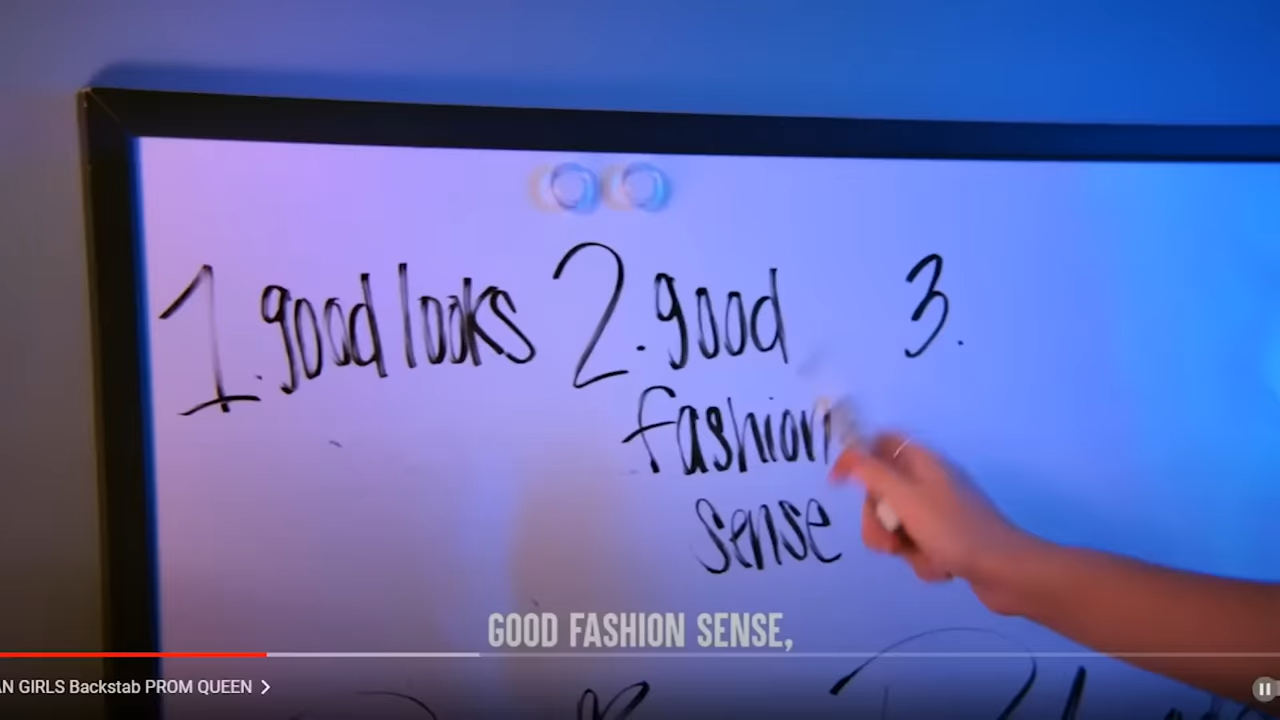 1. good looks 2. good 3.
fashion
sense
GOOD FASHION SENSE,
AN GIRLS Backstab PROM QUEEN